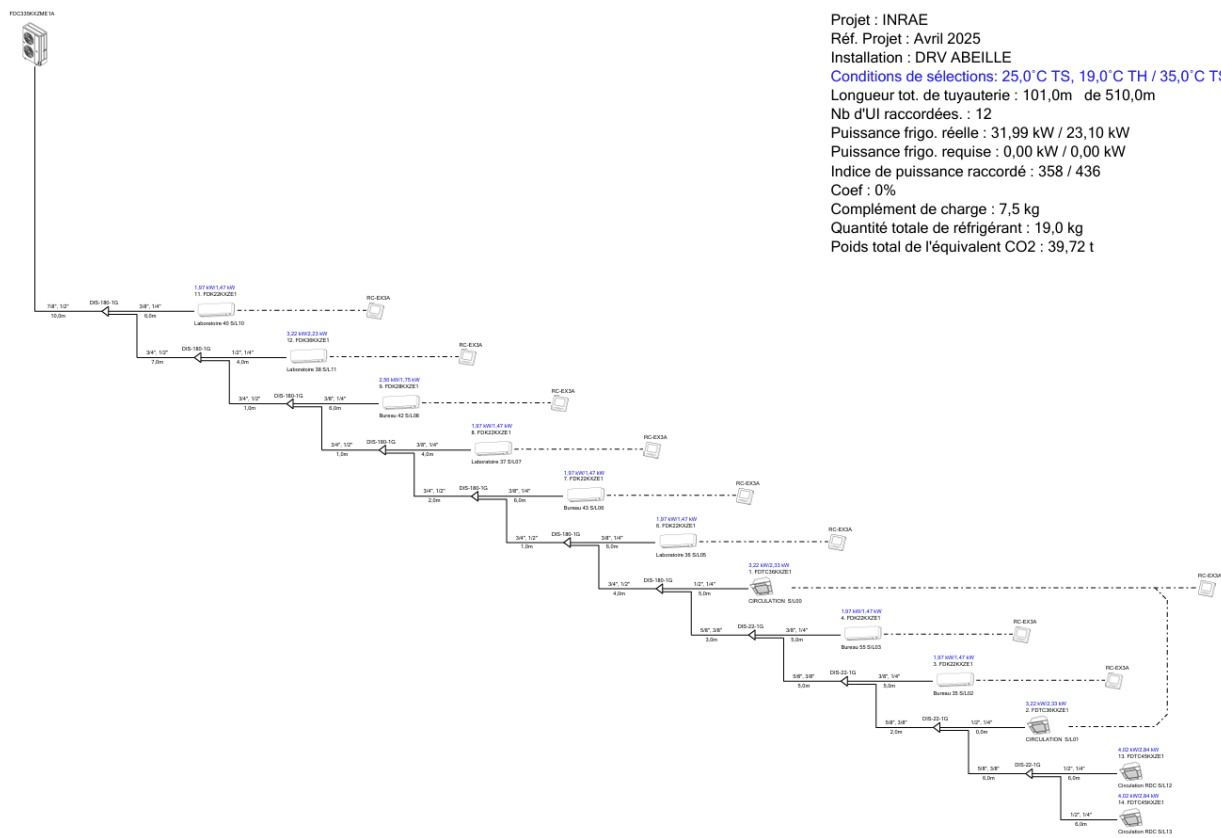 FDC335KXZME1A
Projet : INRAE
Réf. Projet : Avril 2025
Installation : DRV ABEILLE
Conditions de sélections: 25,0°C TS, 19,0°C TH / 35,0°C TS
Longueur tot. de tuyauterie : 101,0m de 510,0m
Nb d'UI raccordées. : 12
Puissance frigo. réelle : 31,99 kW / 23,10 kW
Puissance frigo. requise : 0,00 kW / 0,00 kW
Indice de puissance raccordé : 358 / 436
Coef : 0%
Complément de charge : 7,5 kg
Quantité totale de réfrigérant : 19,0 kg
Poids total de l'équivalent CO2 : 39,72 t
1,97 kW/1,47 kW
11. FDK22KXZE1
RC-EX3A
7/8", 1/2"
DIS-180-1G
3/8", 1/4"
10,0m
6,0m
Laboratoire 40 S/L10
3,22 kW/2,23 kW
12. FDK36KXZE1
RC-EX3A
3/4", 1/2"
DIS-180-1G
1/2", 1/4"
7,0m
4,0m
Laboratoire 38 S/L11
2,50 kW/1,75 kW
9. FDK28KXZE1
RC-EX3A
3/4", 1/2"
DIS-180-1G
3/8", 1/4"
1,0m
6,0m
Bureau 42 S/L08
1,97 kW/1,47 kW
8. FDK22KXZE1
RC-EX3A
3/4", 1/2"
DIS-180-1G
3/8", 1/4"
1,0m
4,0m
Laboratoire 37 S/L07
1,97 kW/1,47 kW
7. FDK22KXZE1
RC-EX3A
3/4", 1/2"
DIS-180-1G
3/8", 1/4"
2,0m
6,0m
Bureau 43 S/L06
1,97 kW/1,47 kW
6. FDK22KXZE1
RC-EX3A
3/4", 1/2"
DIS-180-1G
3/8", 1/4"
1,0m
5,0m
Laboratoire 36 S/L05
3,22 kW/2,33 kW
1. FDTC36KXZE1
RC-EX3A
3/4", 1/2"
DIS-180-1G
1/2", 1/4"
4,0m
5,0m
CIRCULATION S/L00
1,97 kW/1,47 kW
4. FDK22KXZE1
RC-EX3A
5/8", 3/8"
DIS-22-1G
3/8", 1/4"
3,0m
5,0m
Bureau 55 S/L03
1,97 kW/1,47 kW
3. FDK22KXZE1
RC-EX3A
5/8", 3/8"
DIS-22-1G
3/8", 1/4"
5,0m
5,0m
Bureau 35 S/L02
3,22 kW/2,33 kW
2. FDTC36KXZE1
5/8", 3/8"
DIS-22-1G
1/2", 1/4"
2,0m
0,0m
CIRCULATION S/L01
4,02 kW/2,84 kW
13. FDTC45KXZE1
5/8", 3/8"
DIS-22-1G
1/2", 1/4"
6,0m
6,0m
Circulation RDC S/L12
4,02 kW/2,84 kW
14. FDTC45KXZE1
1/2", 1/4"
6,0m
Circulation RDC S/L13